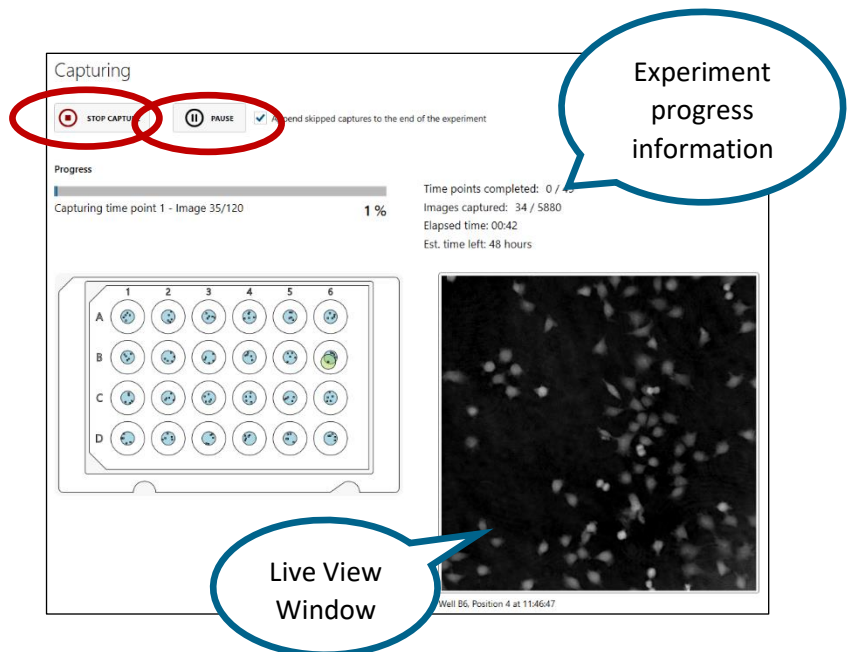 Capturing
STOP CAPTU
PAUSE
end skipped captures to the end of the experiment
Experiment
progress
information
Progress
Capturing time point 1 - Image 35/120
1 %
Time points completed: 0 /
Images captured: 34 / 5880
Elapsed time: 00:42
Est. time left: 48 hours
1 2 3 4 5 6
A
B
C
D
Live View
Window
Well B6, Position 4 at 11:46:47